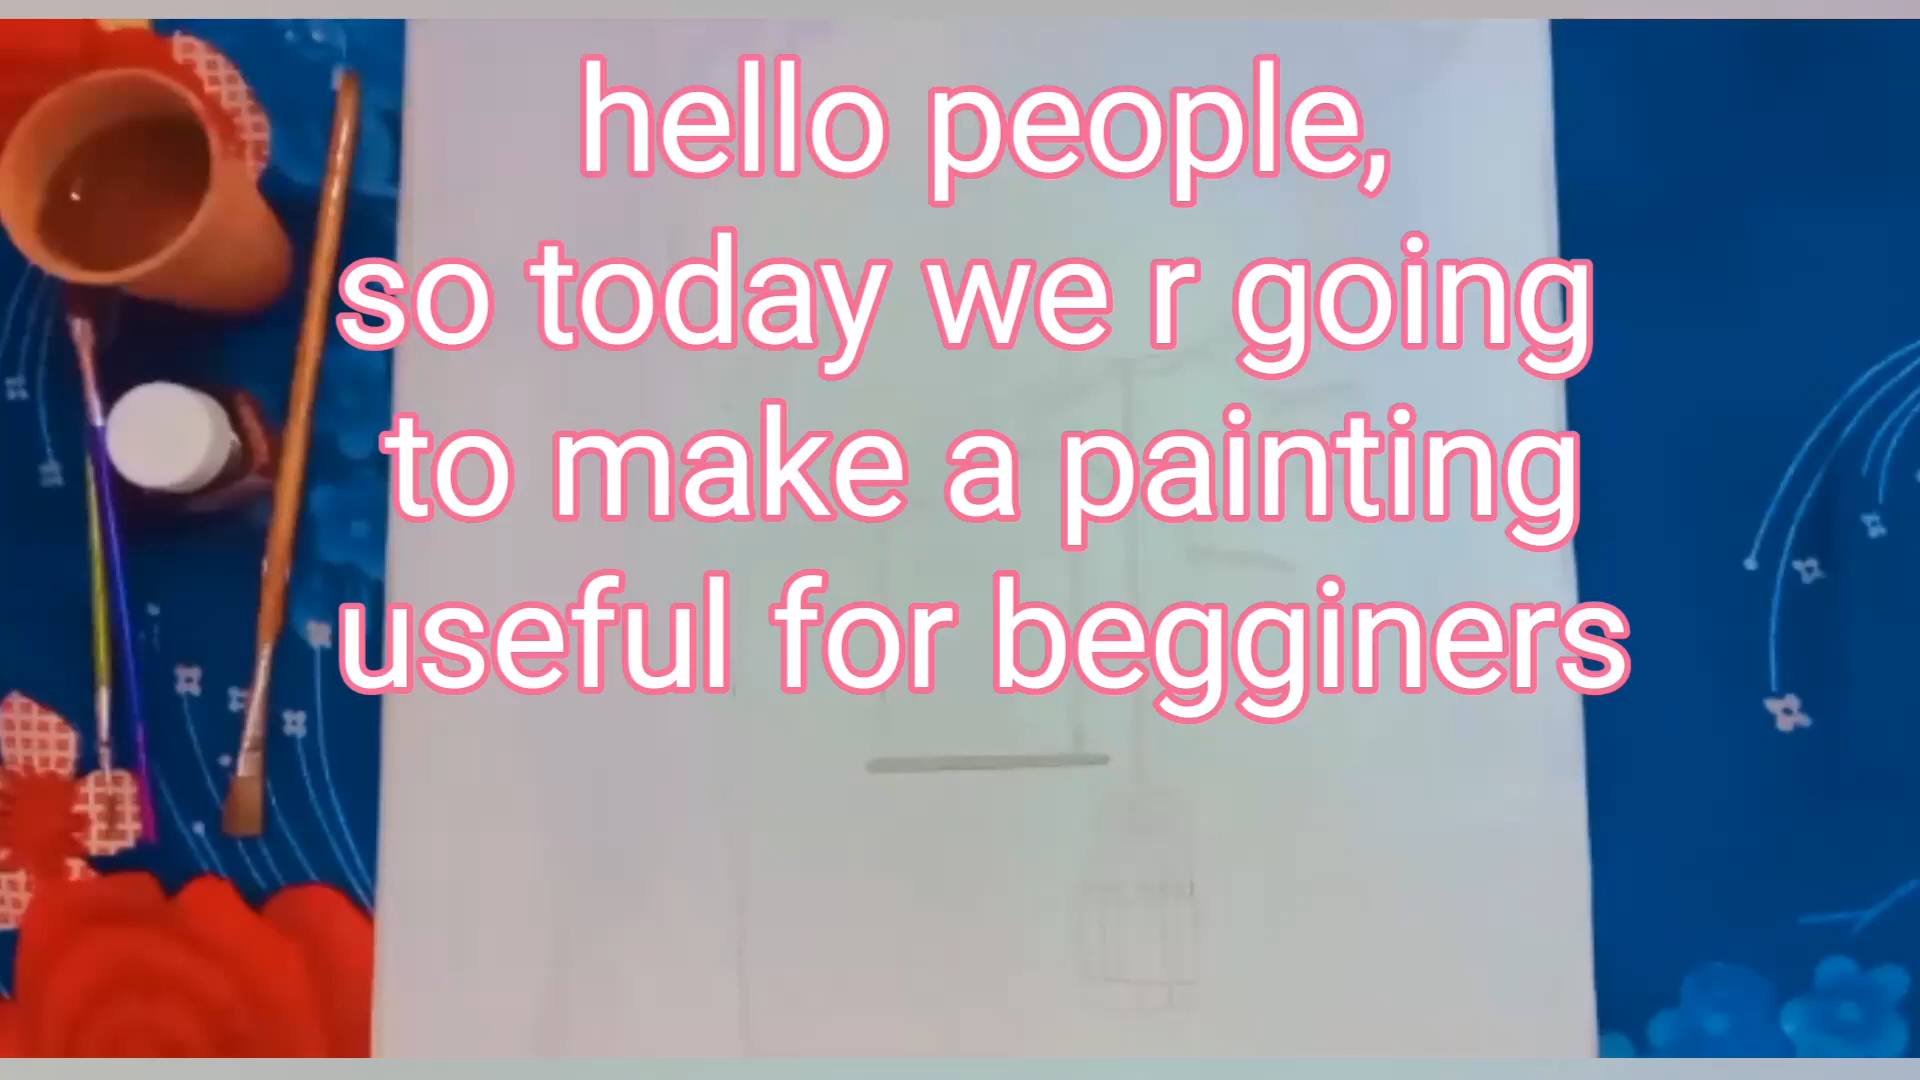 hello people,
so today we r going
to make a painting
useful for begginers